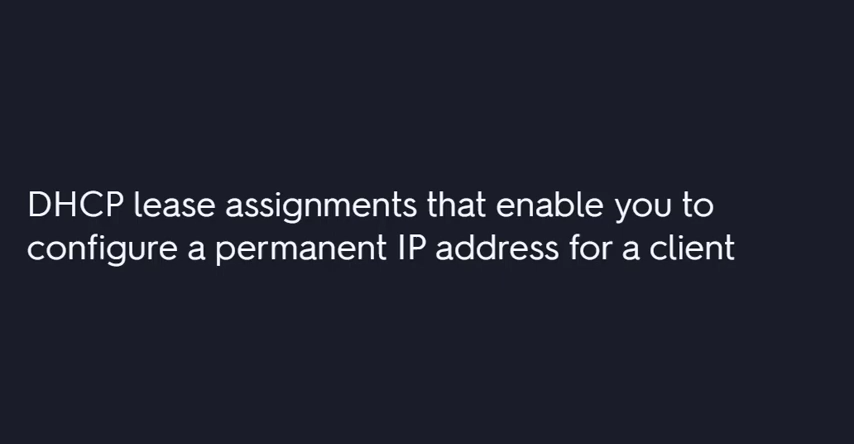 DHCP lease assignments that enable you to
configure a permanent IP address for a client